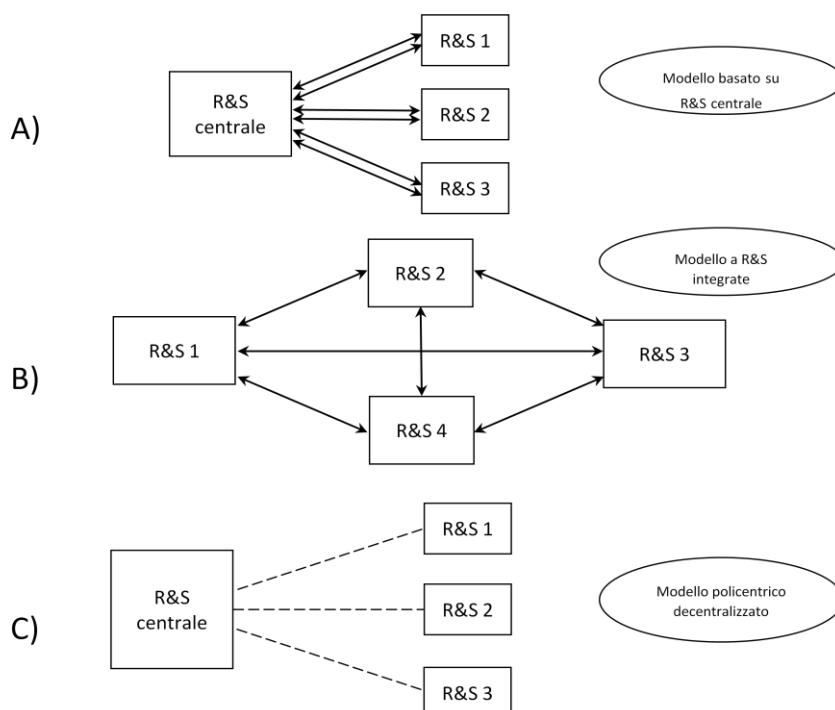 A)
R&S
centrale
R&S 1
R&S 2
R&S 3
Modello basato su
R&S centrale
B)
R&S 1
R&S 2
R&S 3
R&S 4
Modello a R&S
integrate
C)
R&S
centrale
R&S 1
R&S 2
R&S 3
Modello policentrico
decentralizzato